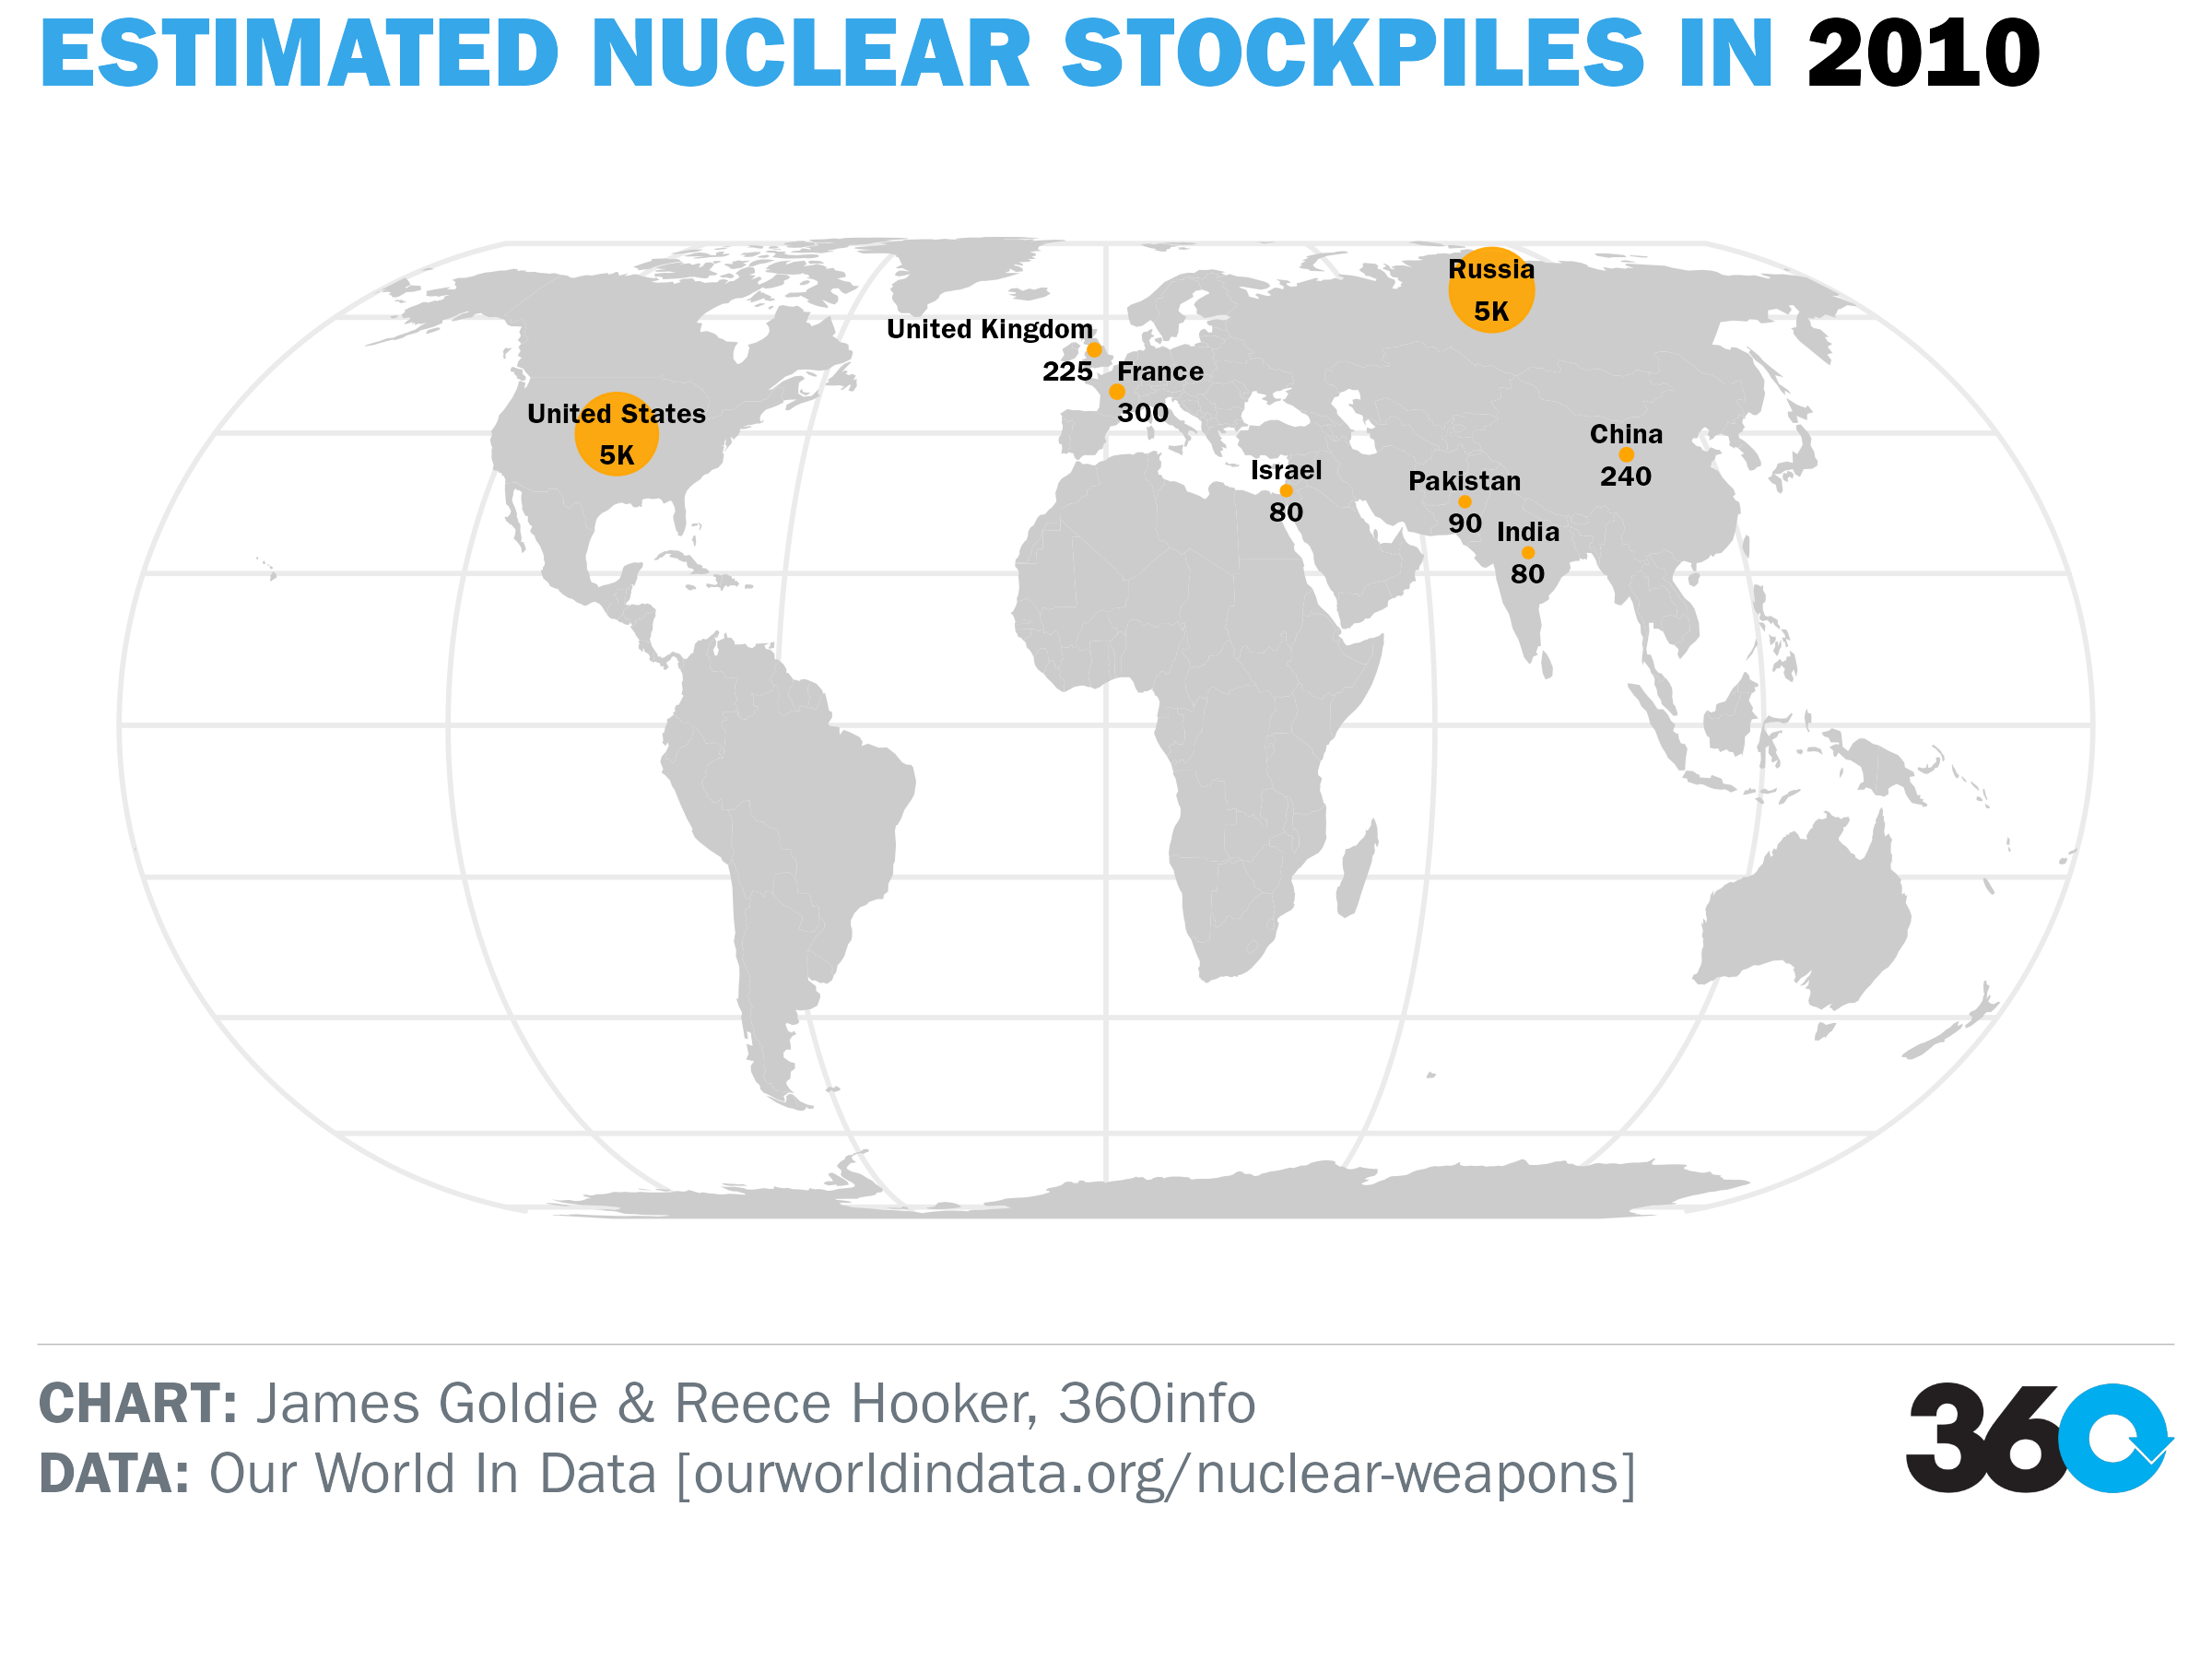 ESTIMATED NUCLEAR STOCKPILES IN 2010
Russia
5K
United Kingdom
225
France
300
United States
5K
China
240
Israel
80
Pakistan
90
India
80
CHART: James Goldie & Reece Hooker, 360info
DATA: Our World In Data [ourworldindata.org/nuclear-weapons]
360